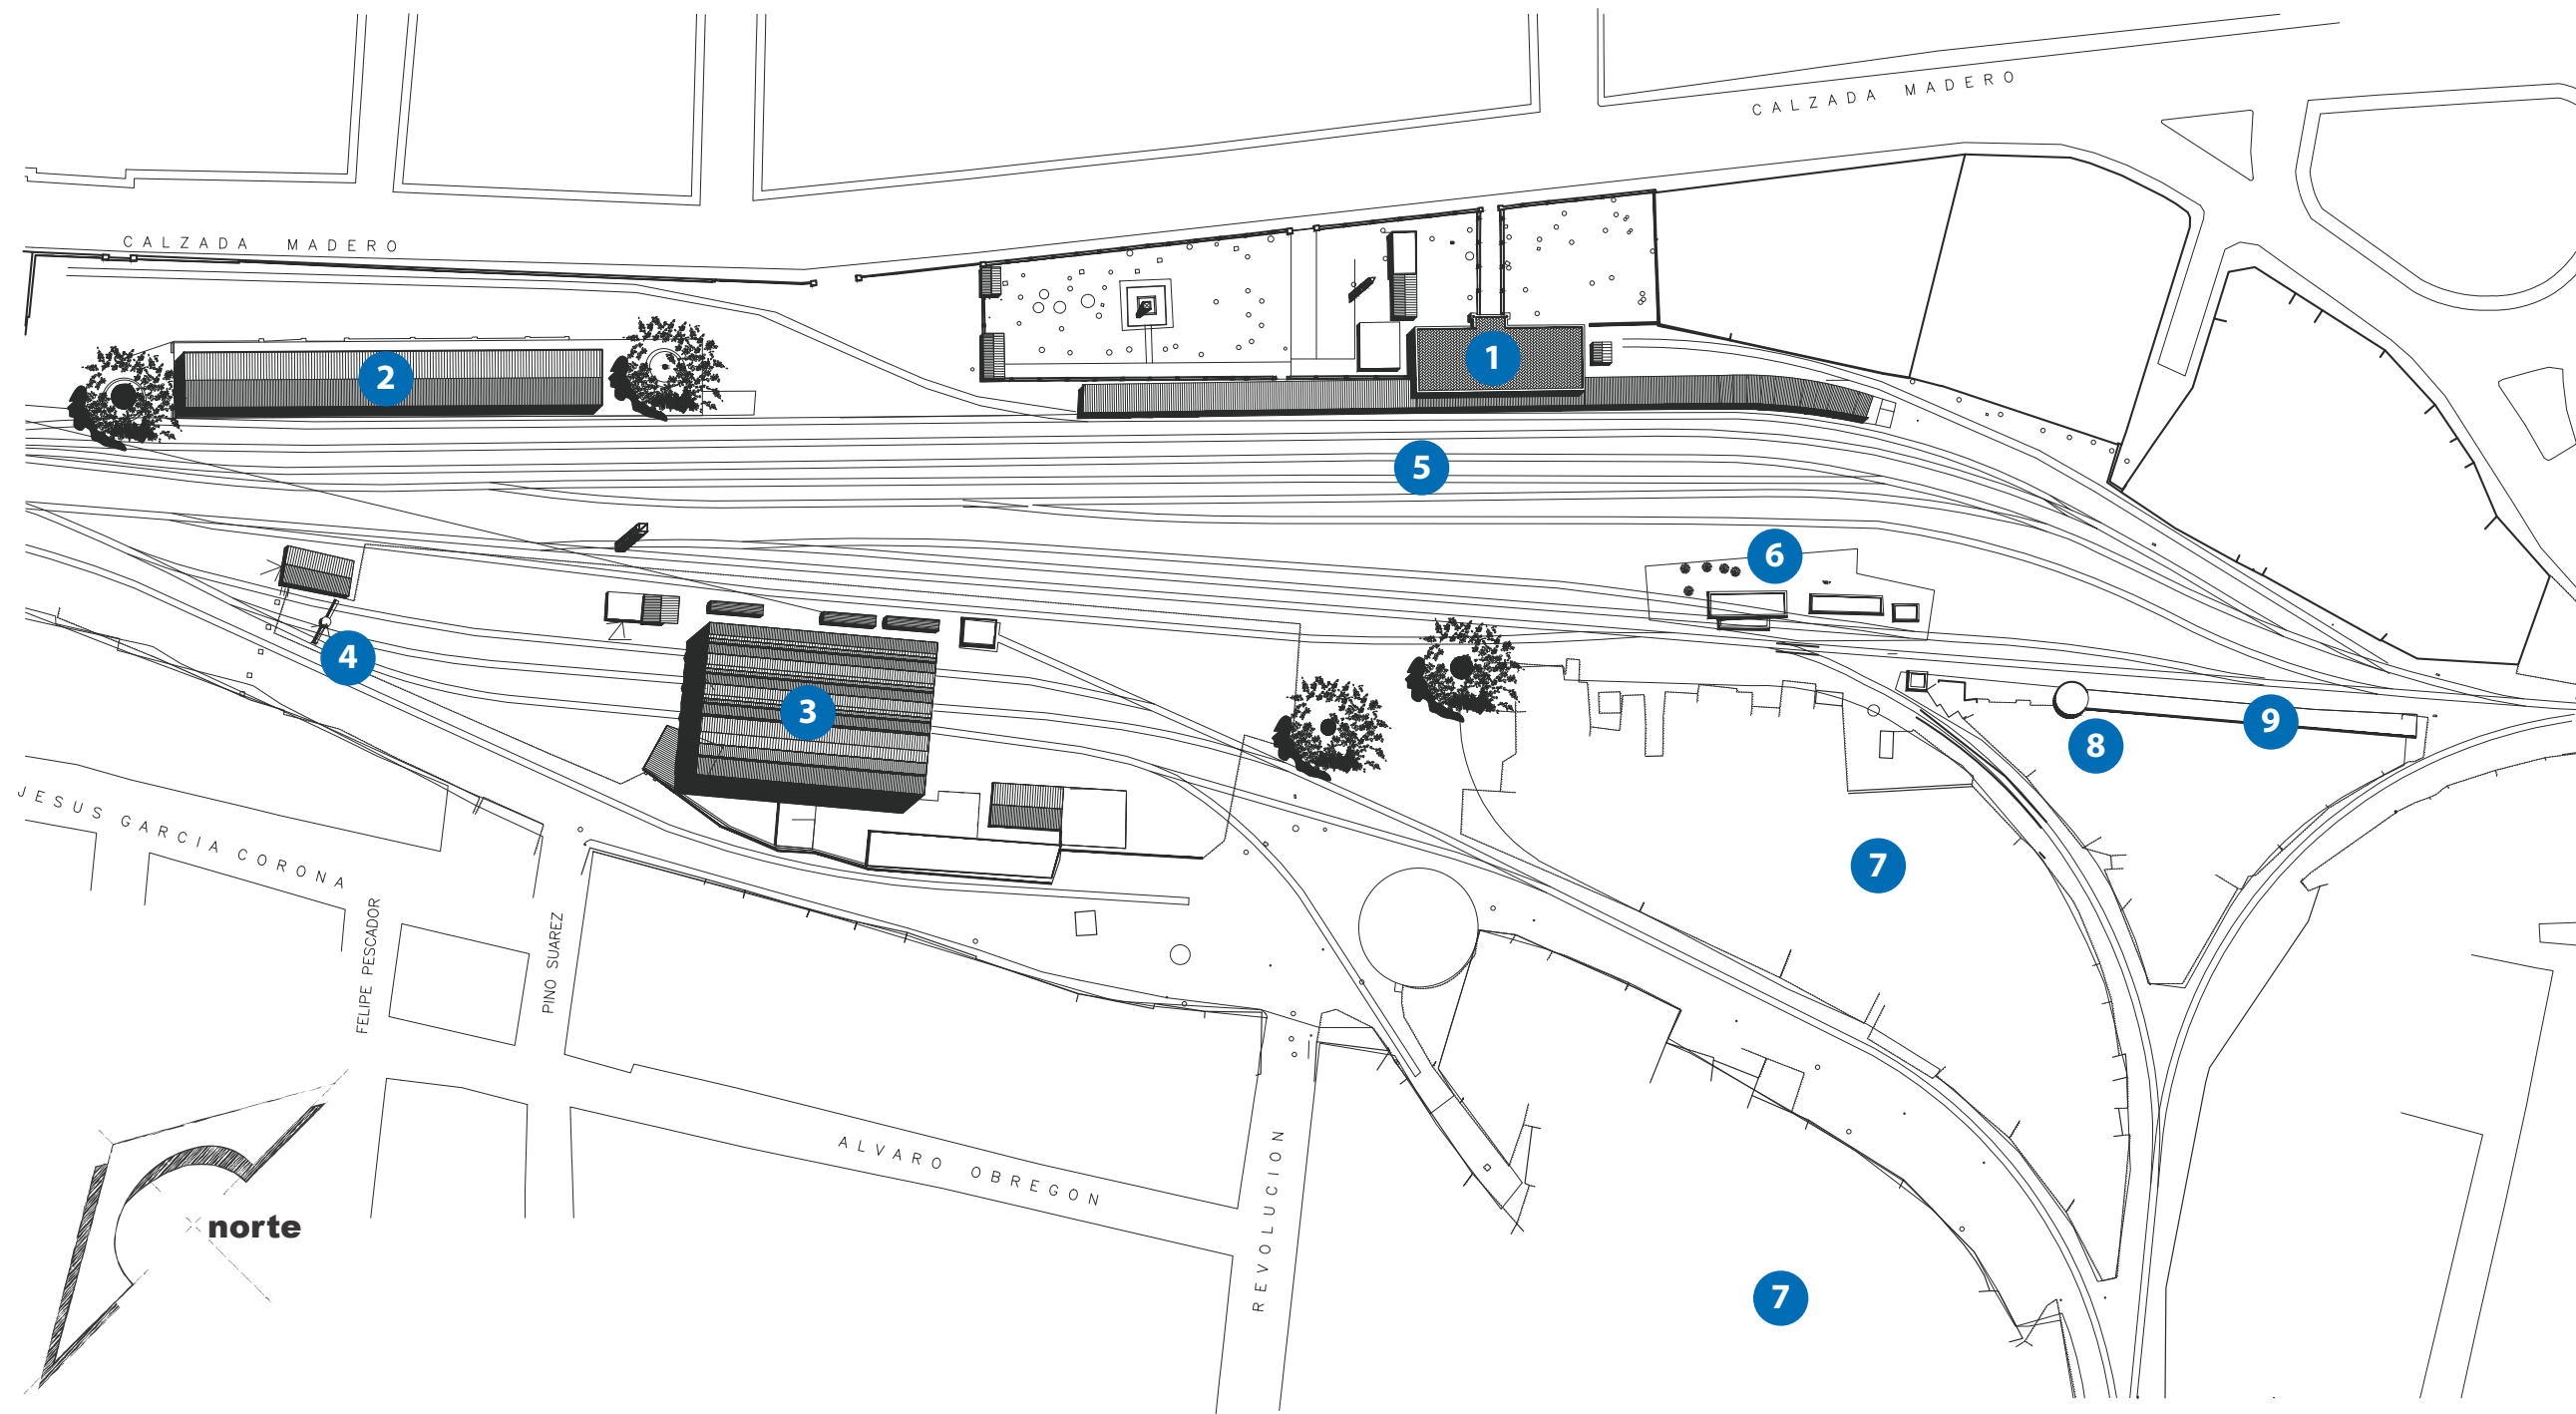 CALZADA MADERO
CALZADA MADERO
1
2
5
6
4
3
9
8
JESUS GARCIA CORONA
7
FELIPE PESCADOR
PINO SUAREZ
ALVARO OBREGON
REVOLUCION
norte
7